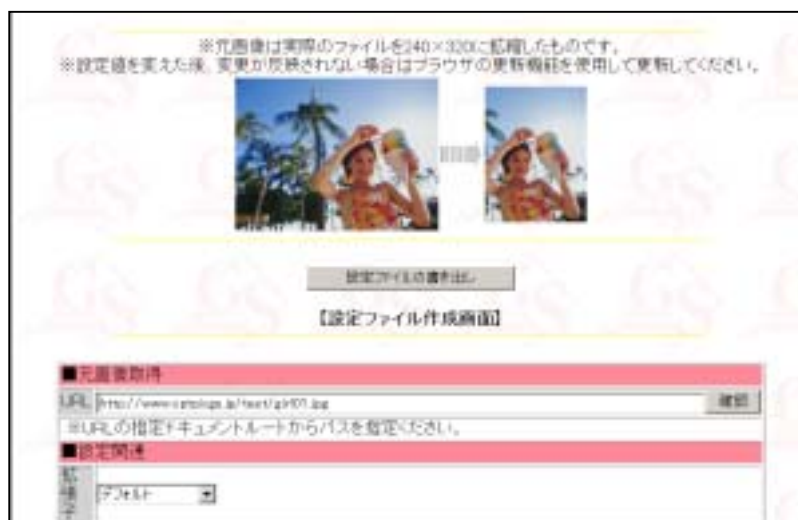 ※元画像は実際のファイルを240×320に拡縮したものです。
※設定値を変えた後、変更が反映されない場合はブラウザの更新機能を使用して更新してください。
設定ファイルの書き出し
【設定ファイル作成画面】
■元画像取得
URL 確認
※URLの指定ドキュメントルートからパスを指定ください。
■設定関連
拡張子 デフォルト